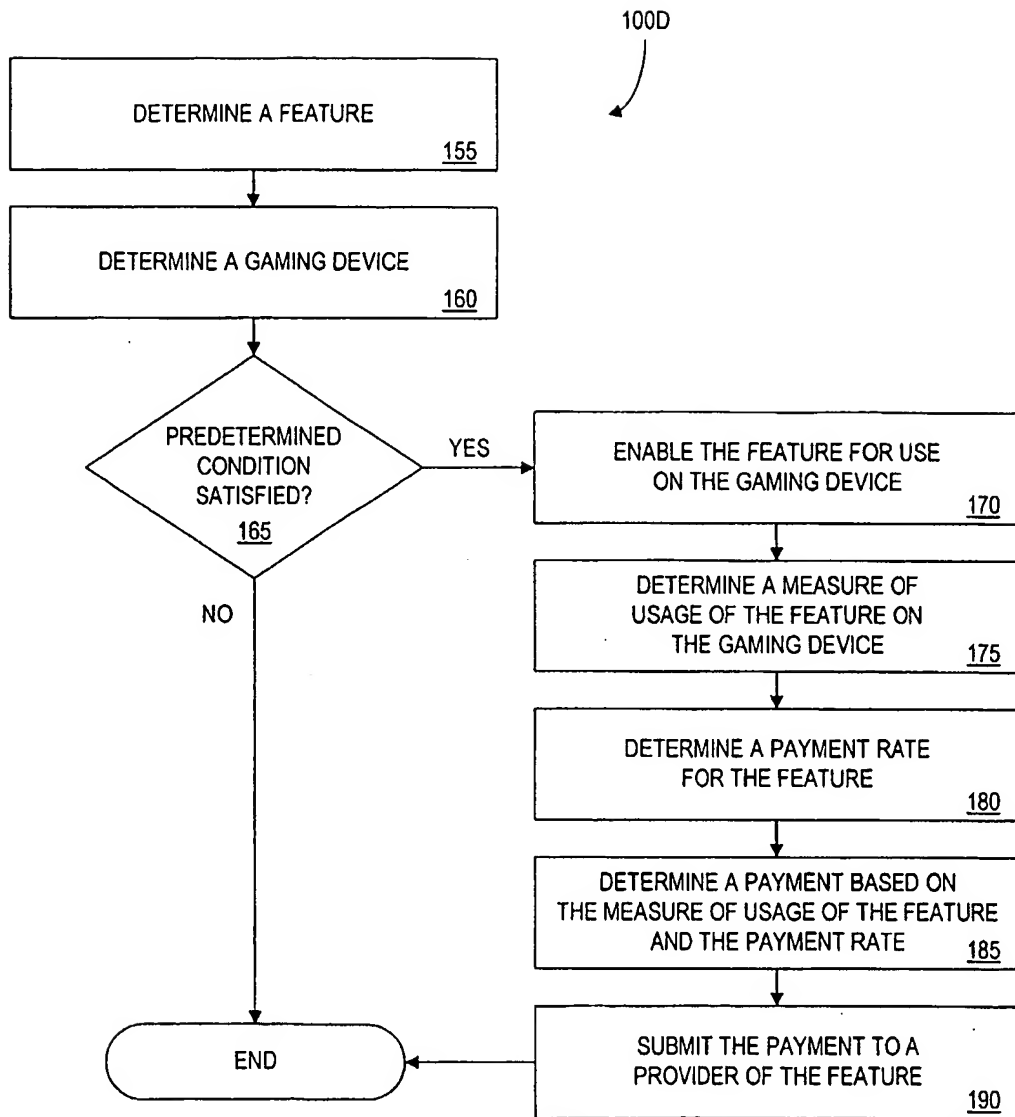 100D
DETERMINE A FEATURE
155
DETERMINE A GAMING DEVICE
160
PREDETERMINED
CONDITION
SATISFIED?
165
YES
NO
ENABLE THE FEATURE FOR USE
ON THE GAMING DEVICE
170
DETERMINE A MEASURE OF
USAGE OF THE FEATURE ON
THE GAMING DEVICE
175
DETERMINE A PAYMENT RATE
FOR THE FEATURE
180
DETERMINE A PAYMENT BASED ON
THE MEASURE OF USAGE OF THE FEATURE
AND THE PAYMENT RATE
185
SUBMIT THE PAYMENT TO A
PROVIDER OF THE FEATURE
190
END